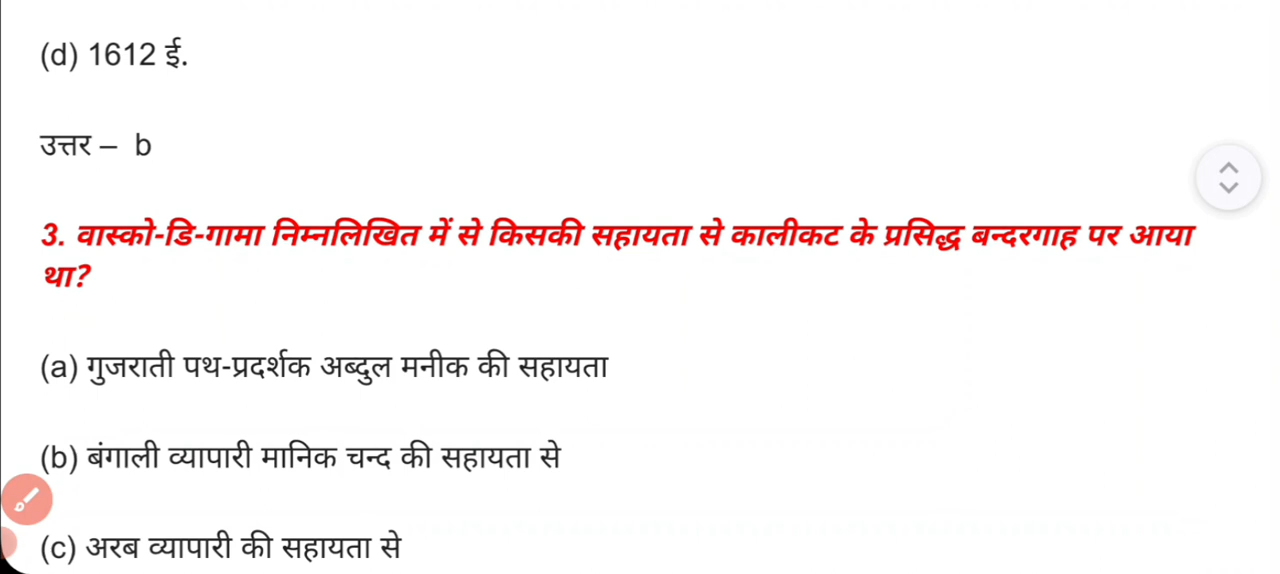 (d) 1612 ई.
उत्तर – b
3. वास्को-डि-गामा निम्नलिखित में से किसकी सहायता से कालीकट के प्रसिद्ध बन्दरगाह पर आया
था?
(a) गुजराती पथ-प्रदर्शक अब्दुल मनीक की सहायता
(b) बंगाली व्यापारी मानिक चन्द की सहायता से
(c) अरब व्यापारी की सहायता से